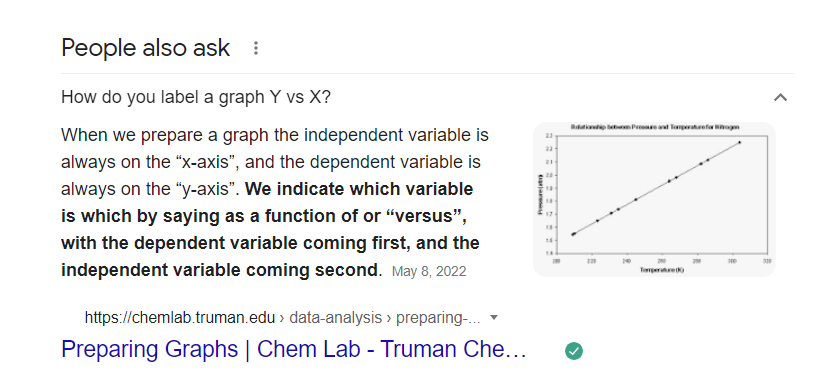 People also ask
How do you label a graph Y vs X?
When we prepare a graph the independent variable is
always on the “x-axis”, and the dependent variable is
always on the “y-axis”. We indicate which variable
is which by saying as a function of or “versus”,
with the dependent variable coming first, and the
independent variable coming second. May 8, 2022
Relationship between Pressure and Temperature for Nitrogen
Pressure (atm)
Temperature (K)
https://chemlab.truman.edu › data-analysis › preparing-...
Preparing Graphs | Chem Lab - Truman Che…